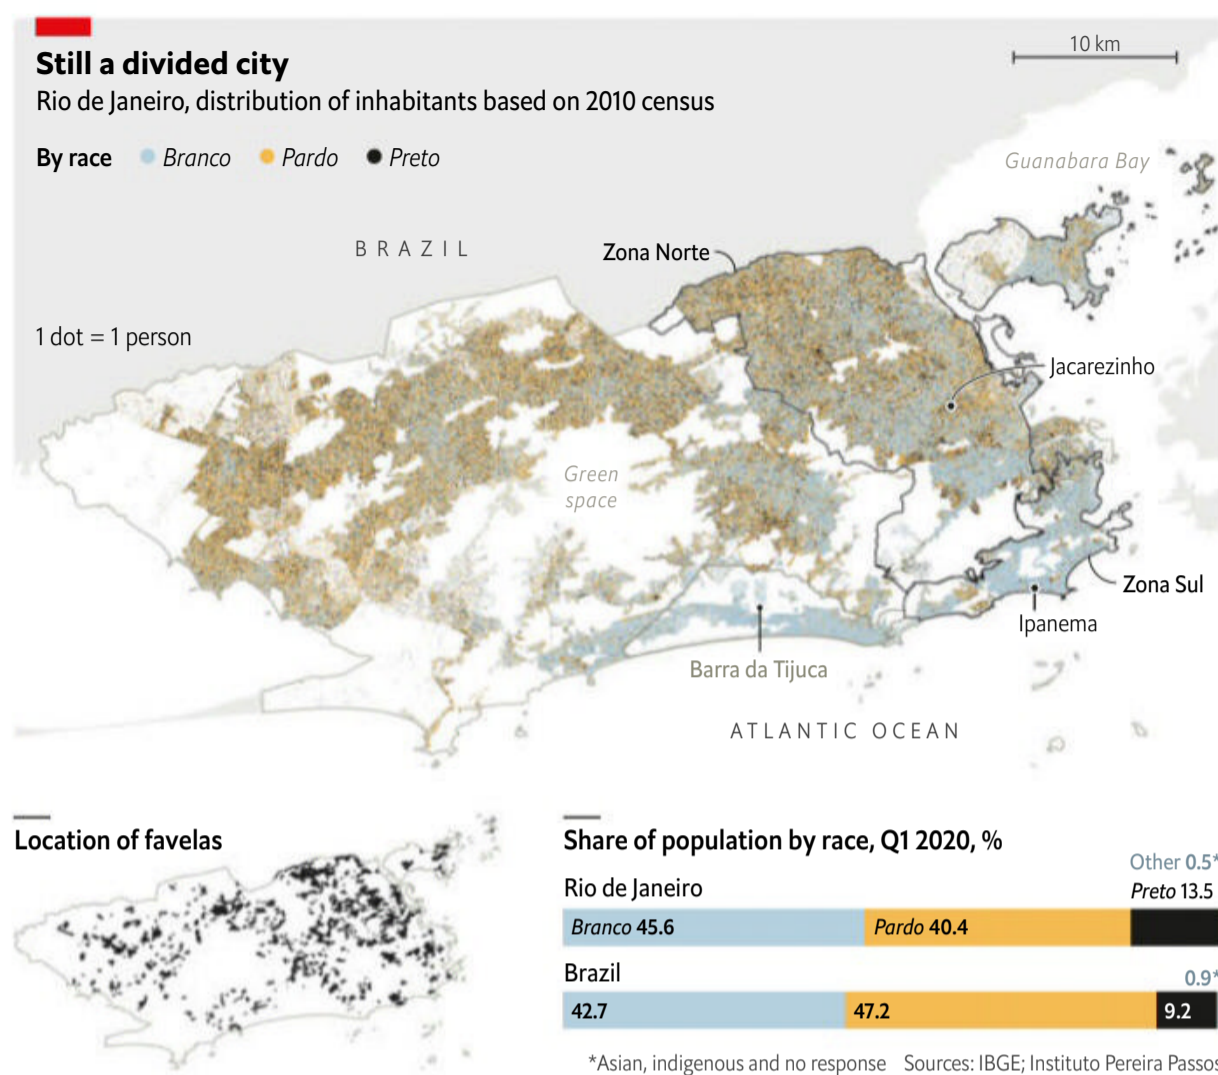 Still a divided city
Rio de Janeiro, distribution of inhabitants based on 2010 census
By race Branco Pardo Preto
10 km
Guanabara Bay
BRAZIL
Zona Norte
1 dot = 1 person
Jacarezinho
Green
space
Zona Sul
Ipanema
Barra da Tijuca
ATLANTIC OCEAN
Location of favelas
Share of population by race, Q1 2020, %
Other 0.5*
Rio de Janeiro
Preto 13.5
Branco 45.6 Pardo 40.4
Brazil
0.9*
42.7 47.2 9.2
*Asian, indigenous and no response Sources: IBGE; Instituto Pereira Passos